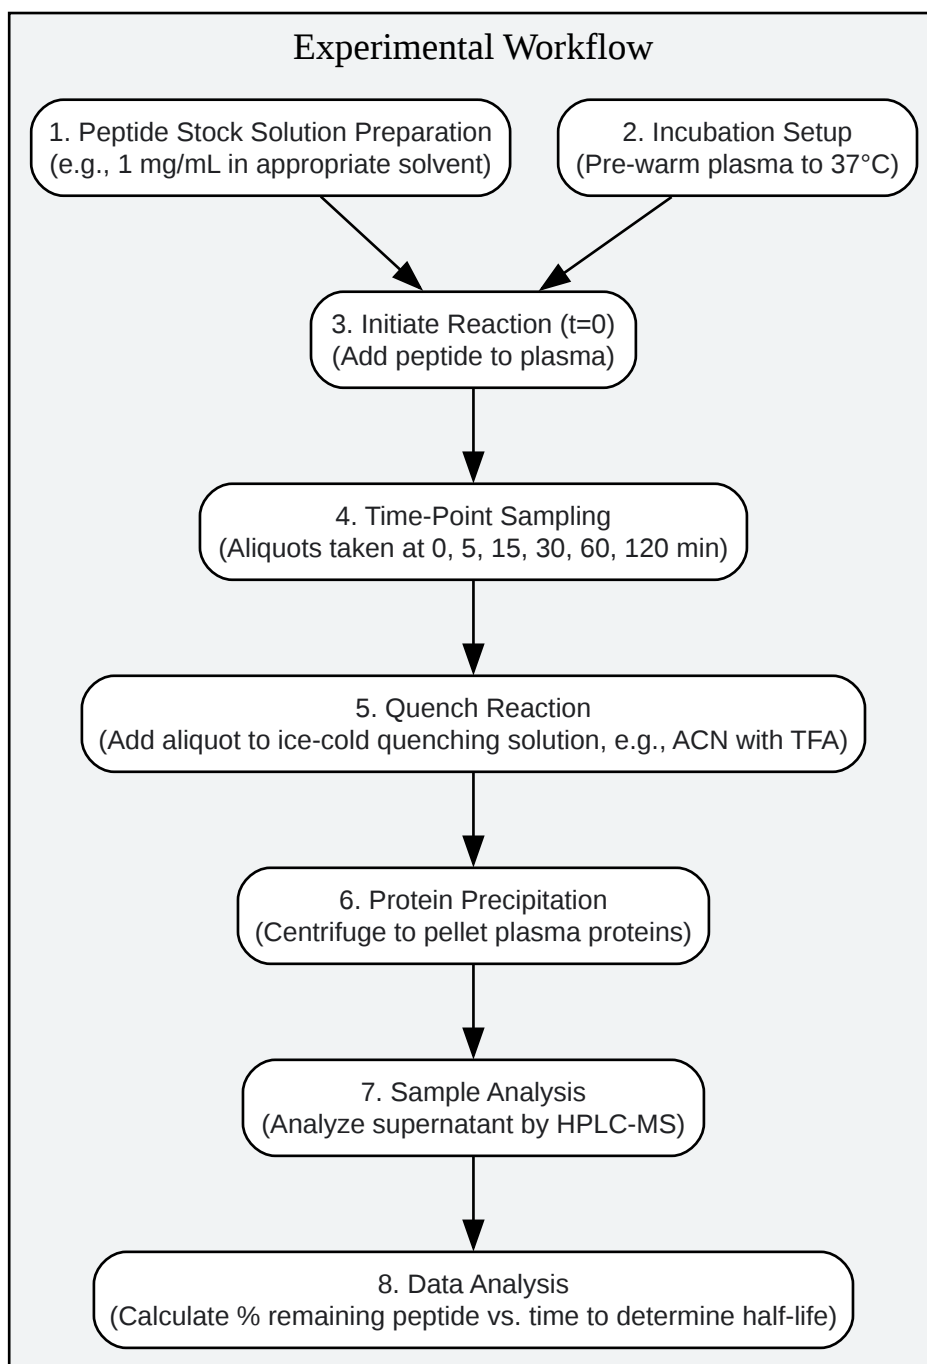 Experimental Workflow
1. Peptide Stock Solution Preparation
(e.g., 1 mg/mL in appropriate solvent)
2. Incubation Setup
(Pre-warm plasma to 37°C)
3. Initiate Reaction (t=0)
(Add peptide to plasma)
4. Time-Point Sampling
(Aliquots taken at 0, 5, 15, 30, 60, 120 min)
5. Quench Reaction
(Add aliquot to ice-cold quenching solution, e.g., ACN with TFA)
6. Protein Precipitation
(Centrifuge to pellet plasma proteins)
7. Sample Analysis
(Analyze supernatant by HPLC-MS)
8. Data Analysis
(Calculate % remaining peptide vs. time to determine half-life)